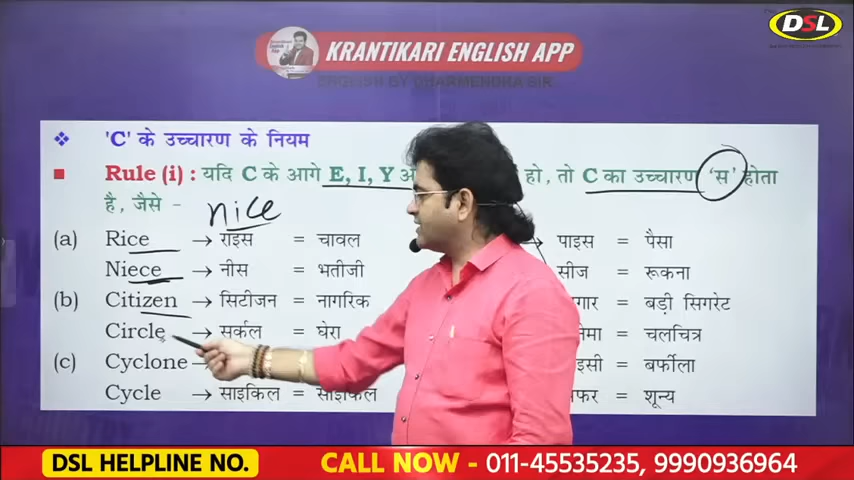 DSL
KRANTIKARI ENGLISH APP
ENGLISH BY DHARMENDRA SIR
❖ 'C' के उच्चारण के नियम
■ Rule (i) : यदि C के आगे E, I, Y हो, तो C का उच्चारण 'स' होता
है, जैसे -
nice
(a) Rice → राइस = चावल → पाइस = पैसा
Niece → नीस = भतीजी सीज = रूकना
(b) Citizen → सिटीजन = नागरिक = बड़ी सिगरेट
Circle → सर्कल = घेरा = चलचित्र
(c) Cyclone → = बर्फीला
Cycle → साइकिल = साइकिल = शून्य
DSL HELPLINE NO. CALL NOW - 011-45535235, 9990936964